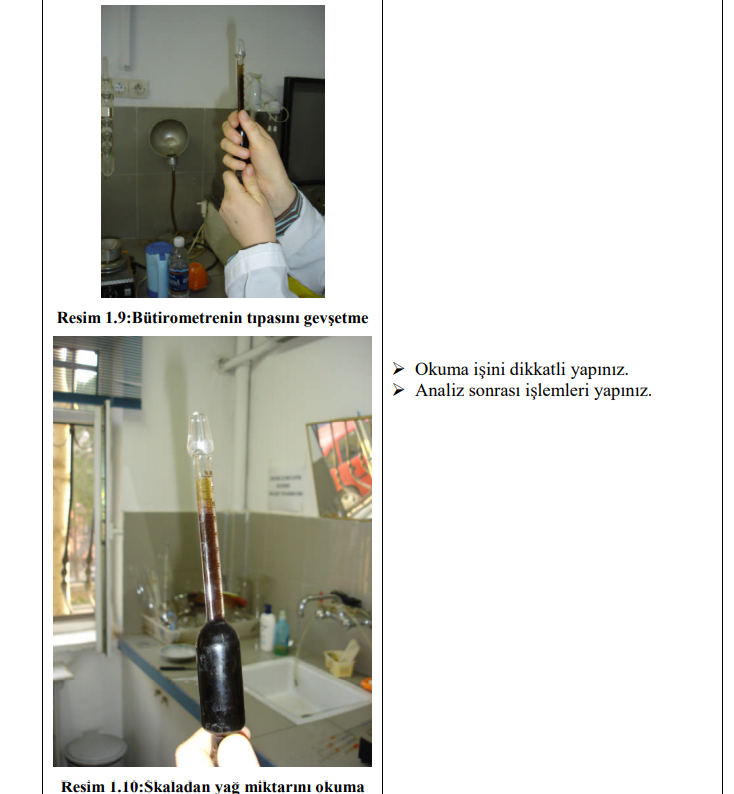 Resim 1.9:Bütirometrenin tıpasını gevşetme
➢ Okuma işini dikkatli yapınız.
➢ Analiz sonrası işlemleri yapınız.
Resim 1.10:Skaladan yağ miktarını okuma